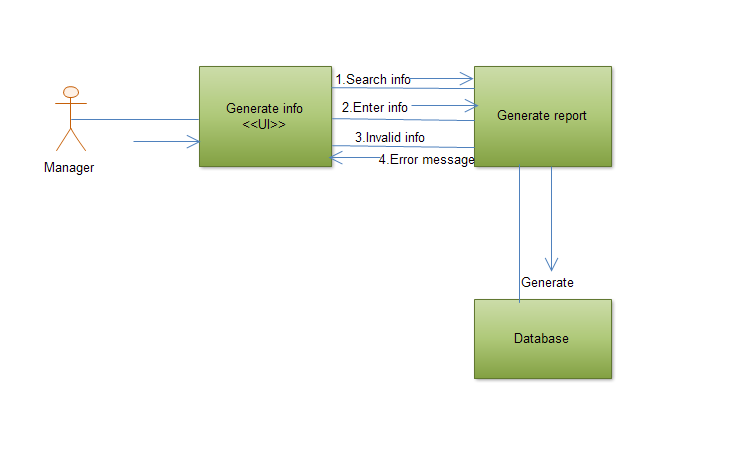 1.Search info
Generate info
<<UI>>
2.Enter info
Generate report
3.Invalid info
4.Error message
Manager
Generate
Database